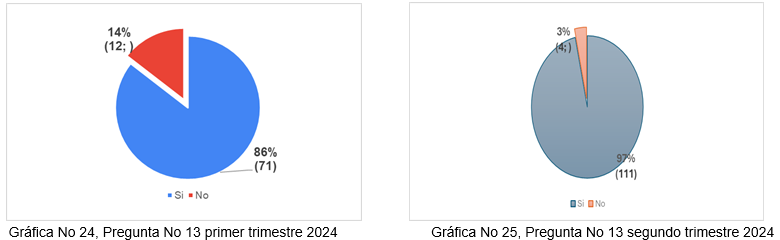 14%
(12; )
86%
(71)
Si No
Gráfica No 24, Pregunta No 13 primer trimestre 2024
3%
(4; )
97%
(111)
Si No
Gráfica No 25, Pregunta No 13 segundo trimestre 2024